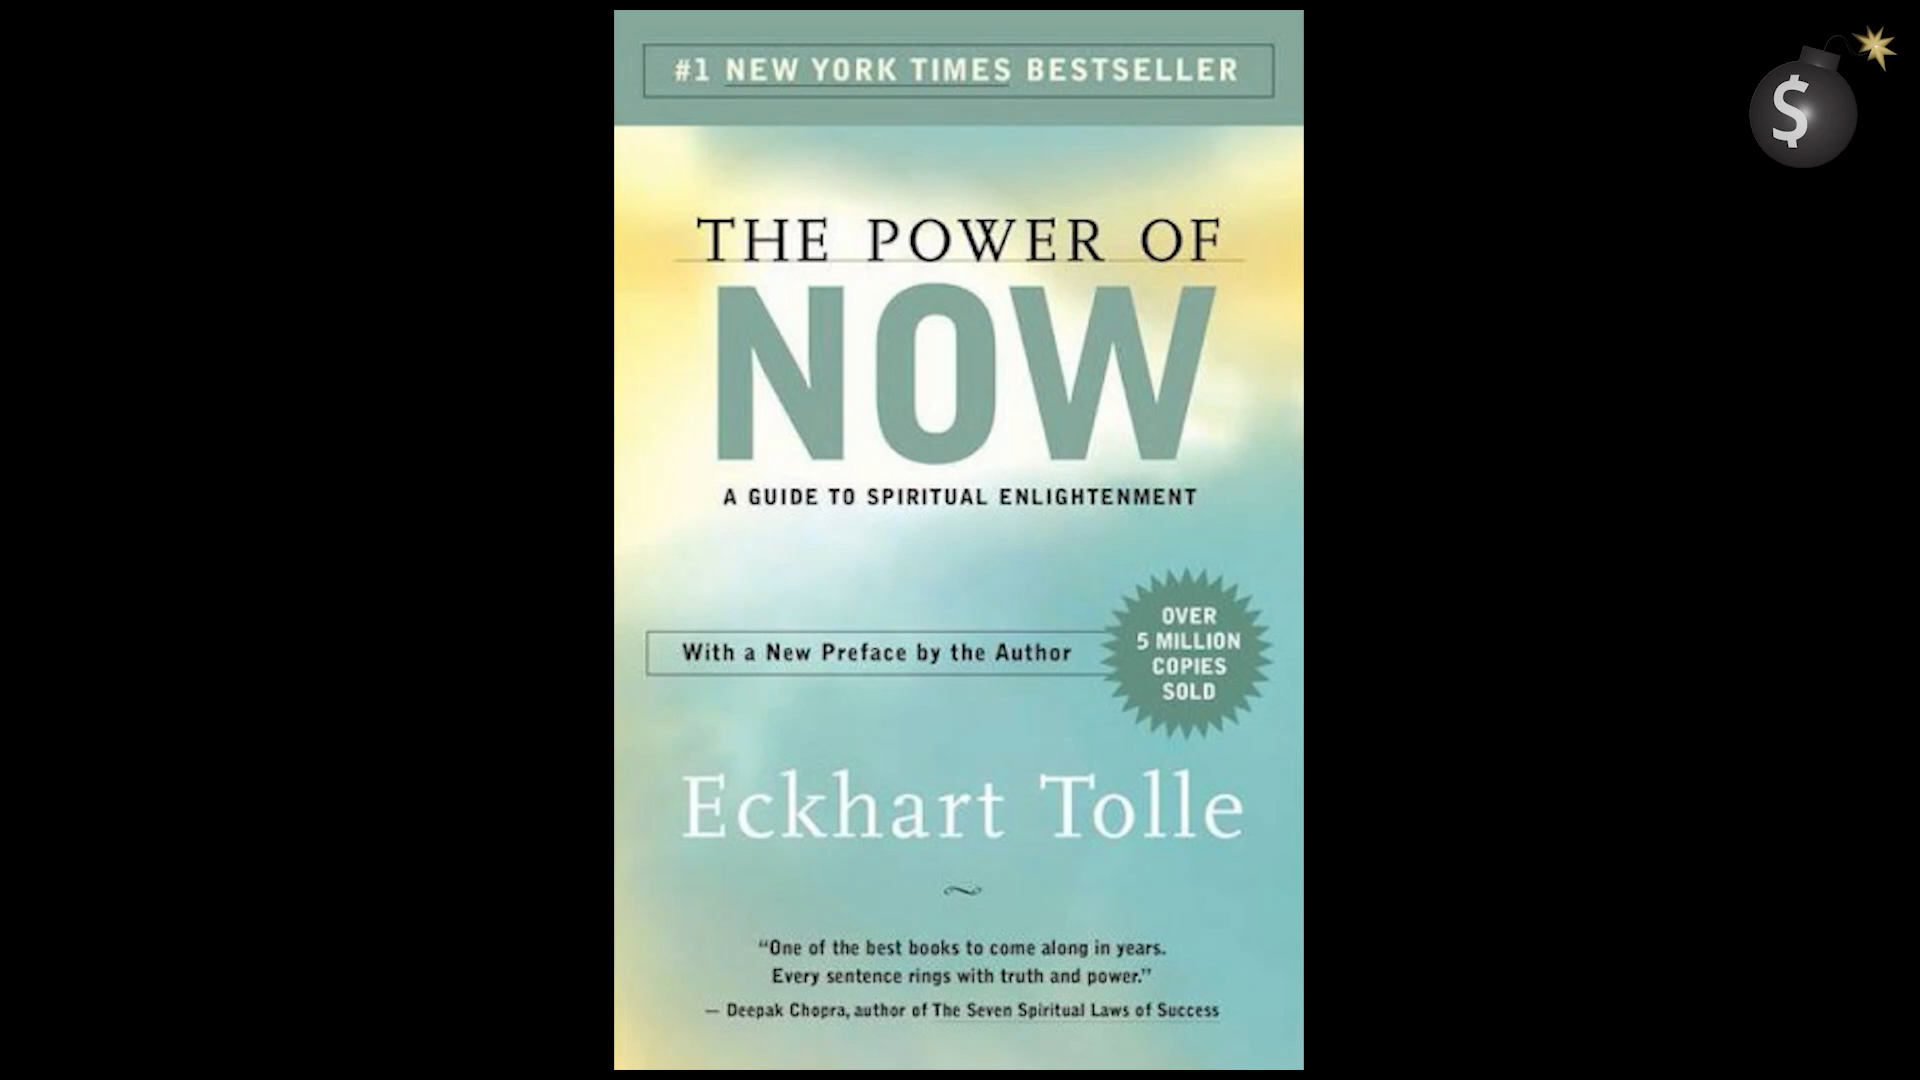 #1 NEW YORK TIMES BESTSELLER
THE POWER OF
NOW
A GUIDE TO SPIRITUAL ENLIGHTENMENT
With a New Preface by the Author
OVER
5 MILLION
COPIES
SOLD
Eckhart Tolle
“One of the best books to come along in years.
Every sentence rings with truth and power.”
— Deepak Chopra, author of The Seven Spiritual Laws of Success
$